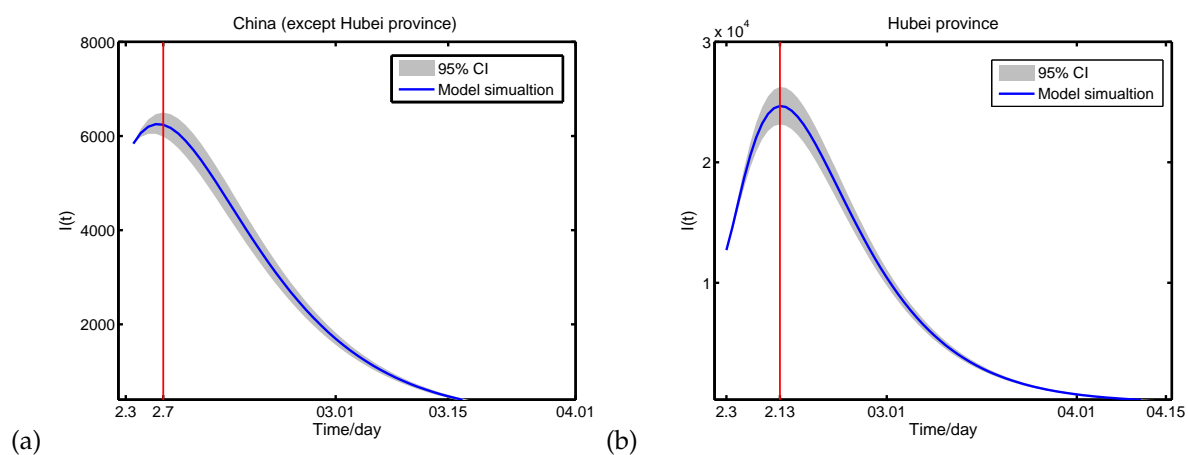 China (except Hubei province)
8000
6000
4000
2000
I(t)
95% CI
Model simualtion
2.3 2.7 03.01 03.15 04.01
Time/day
(a)
Hubei province
x 10^4
3
2
1
I(t)
95% CI
Model simualtion
2.3 2.13 03.01 04.01 04.15
Time/day
(b)